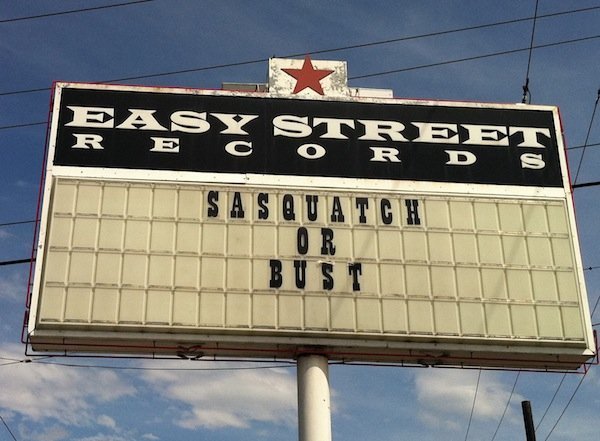 EASY STREET
RECORDS
SASQUATCH
OR
BUST